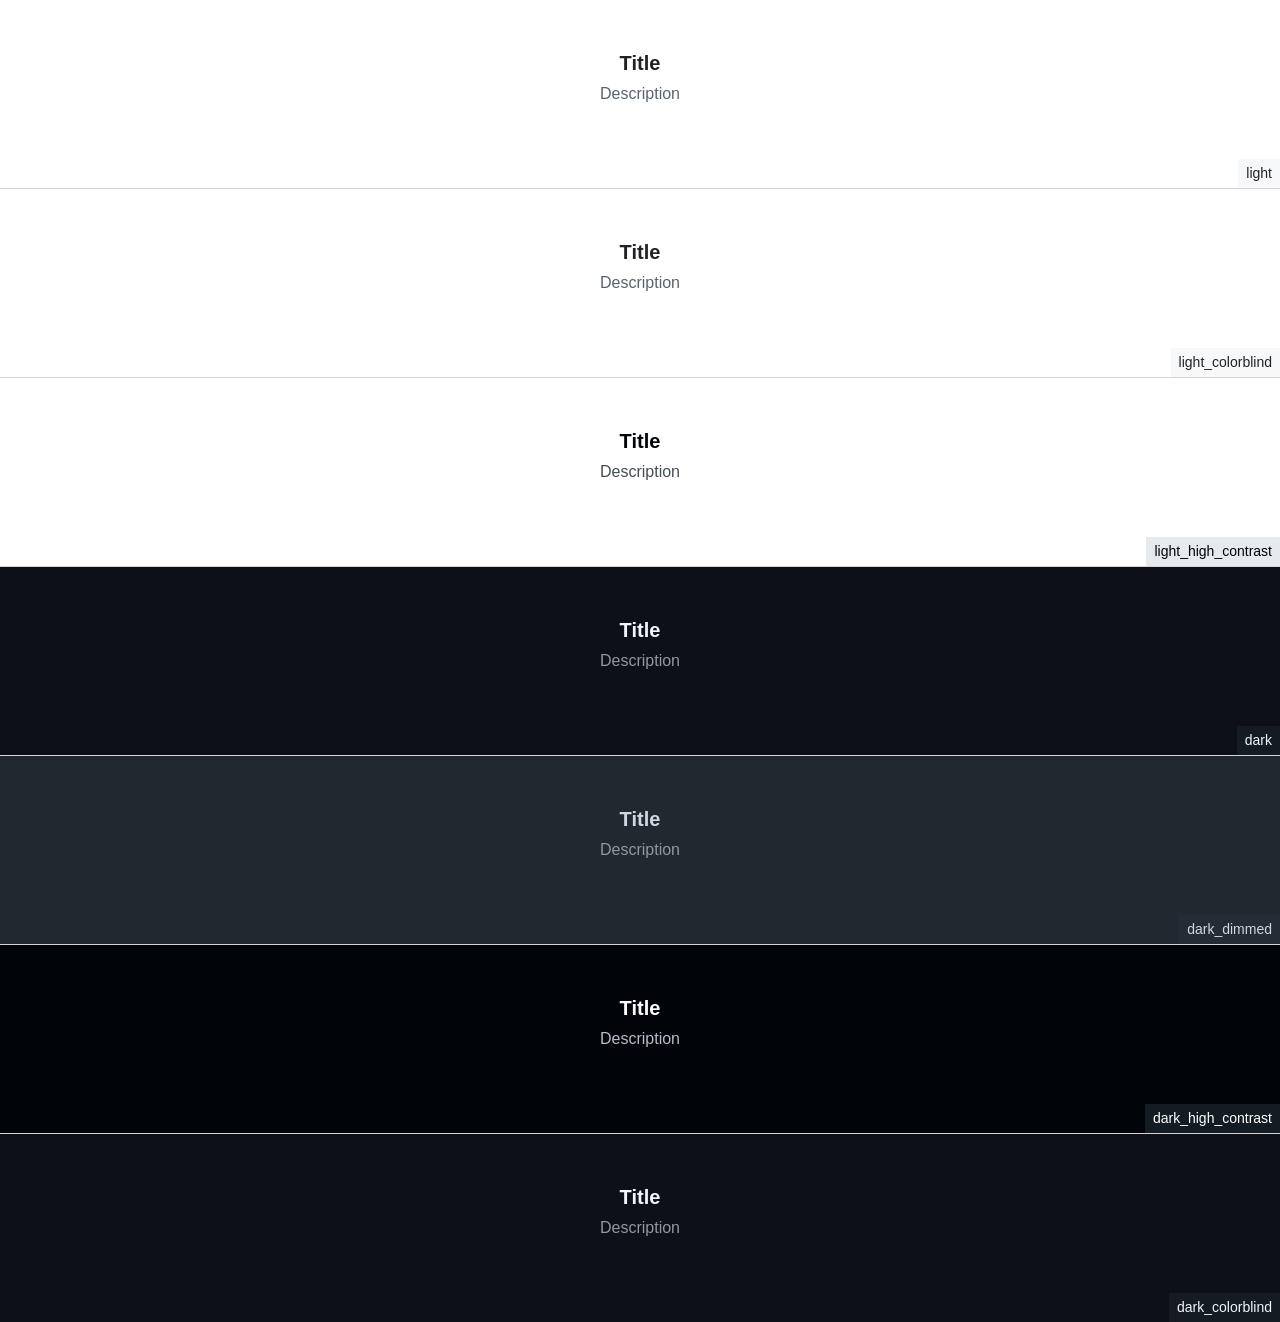 Title
Description
light
Title
Description
light_colorblind
Title
Description
light_high_contrast
Title
Description
dark
Title
Description
dark_dimmed
Title
Description
dark_high_contrast
Title
Description
dark_colorblind